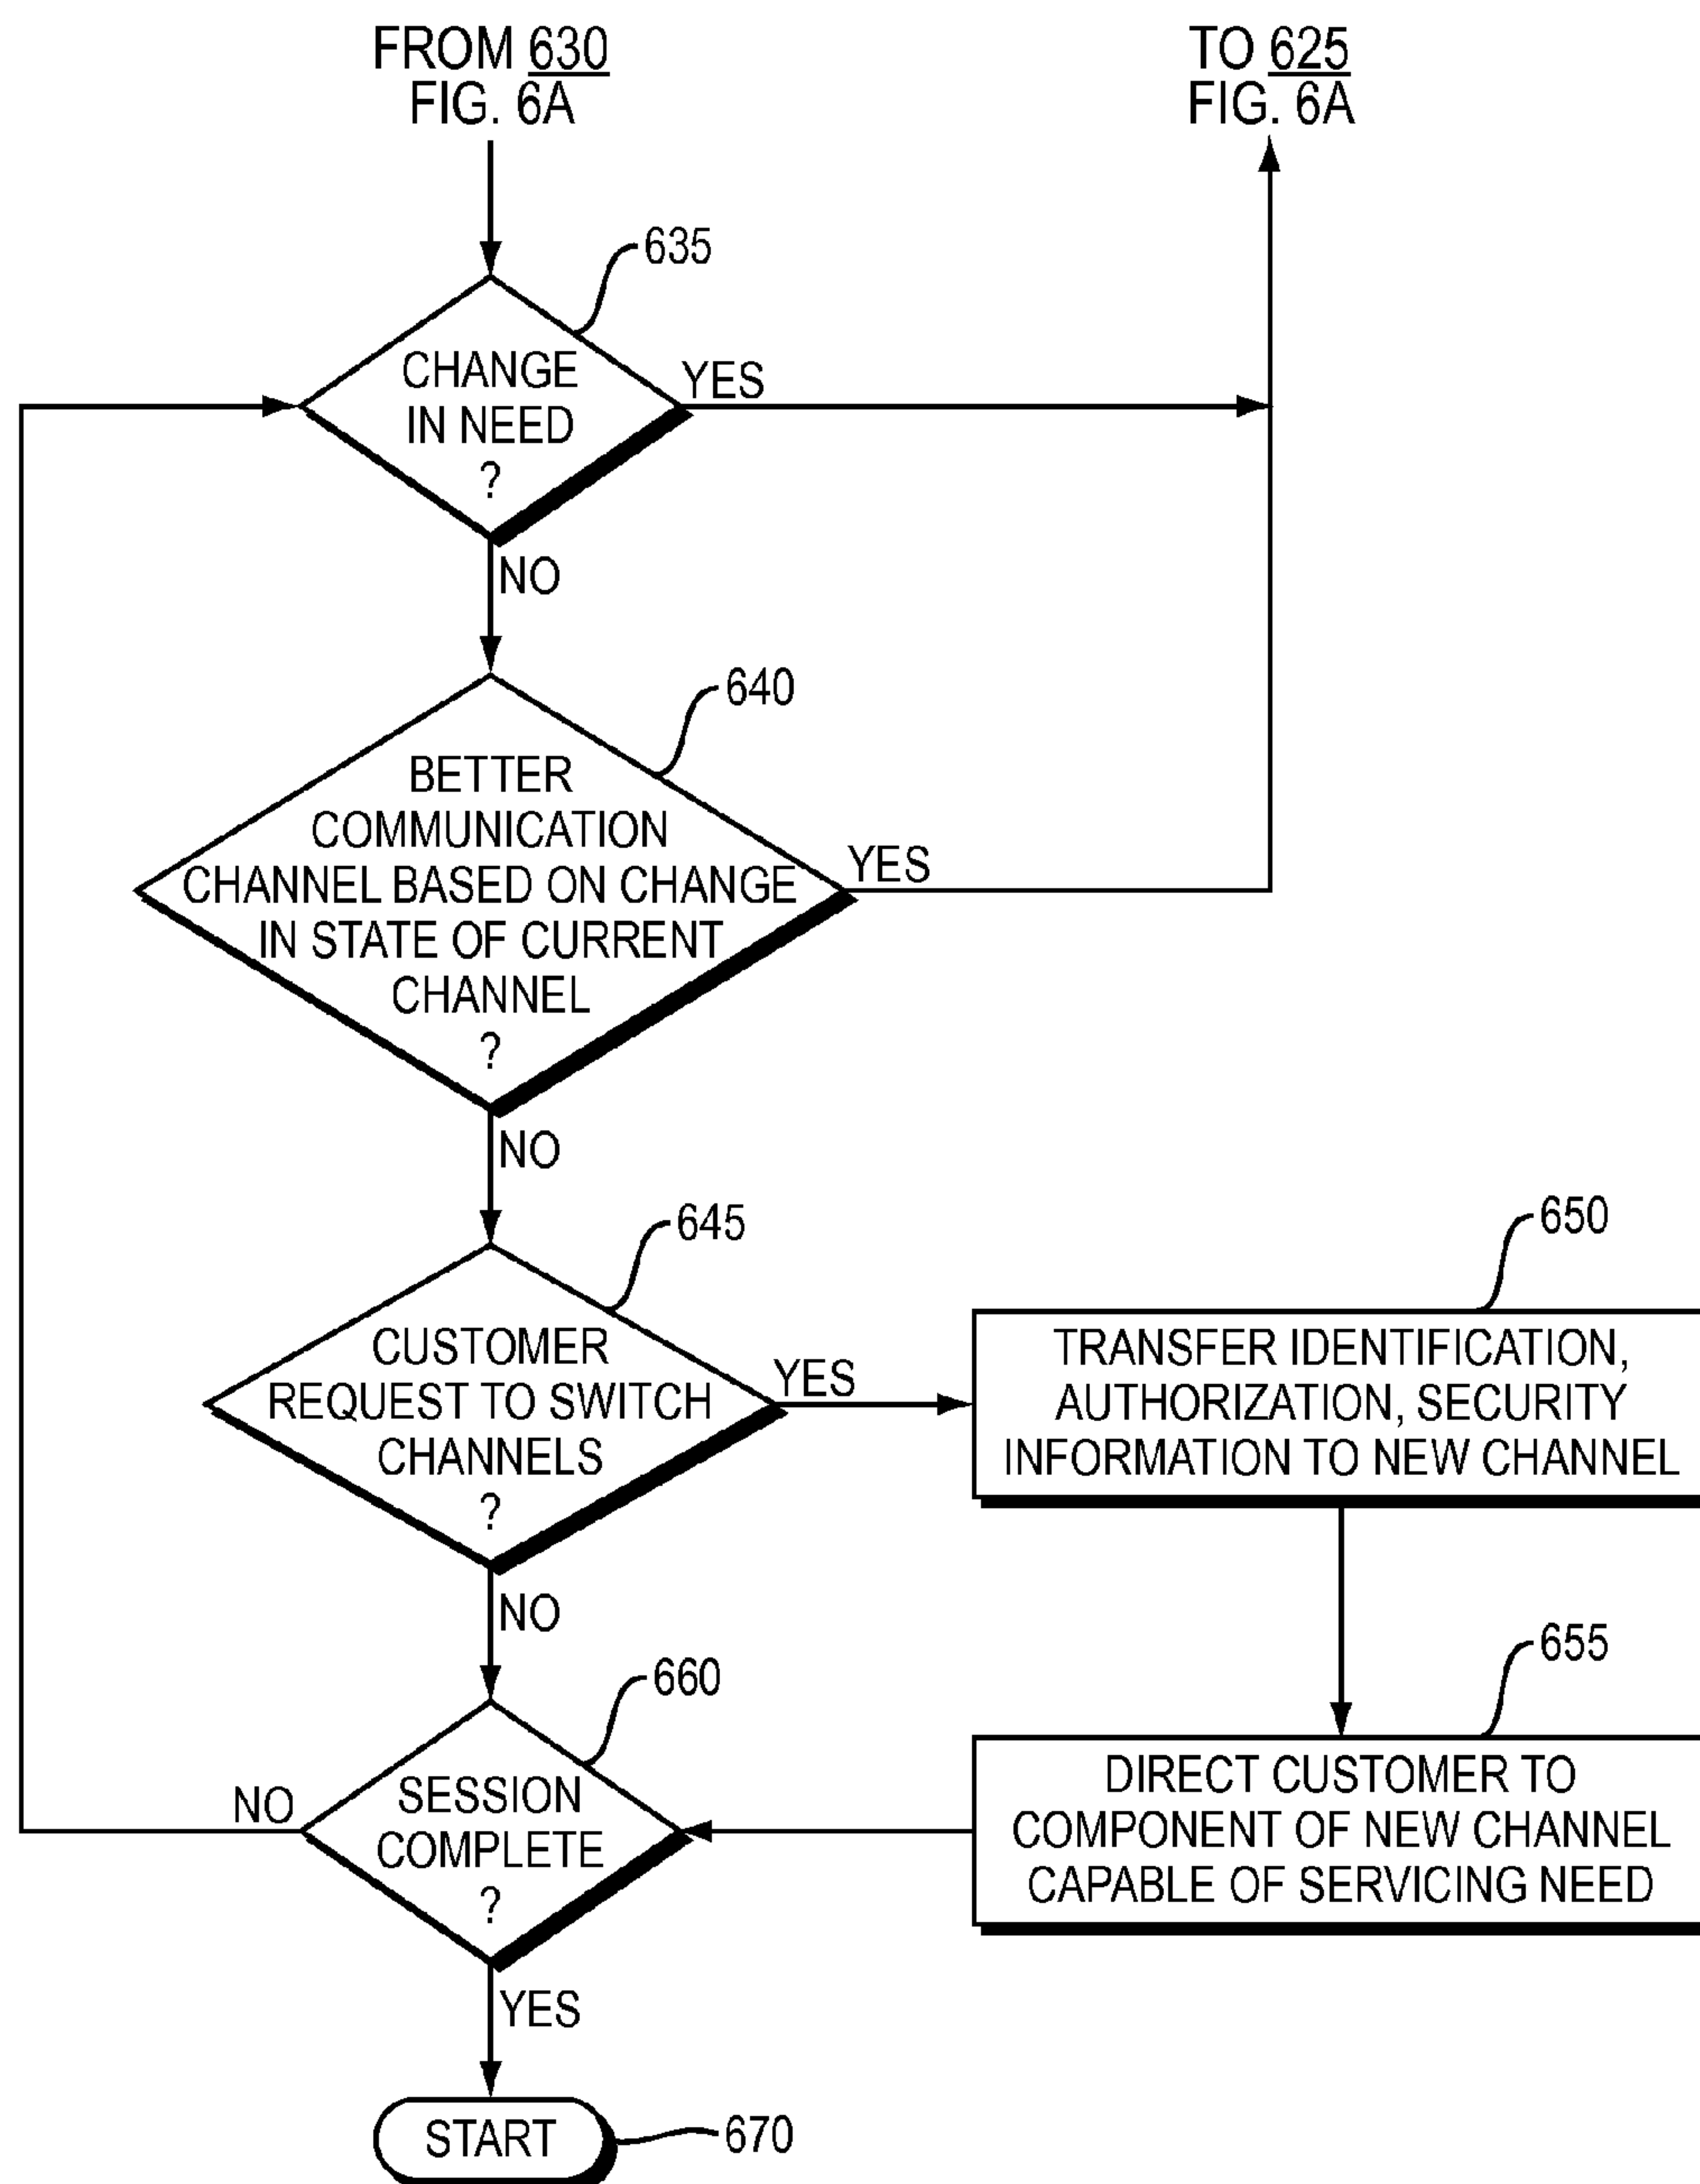 FROM 630
FIG. 6A
TO 625
FIG. 6A
635
CHANGE
IN NEED
?
YES
NO
640
BETTER
COMMUNICATION
CHANNEL BASED ON CHANGE
IN STATE OF CURRENT
CHANNEL
?
YES
NO
645
CUSTOMER
REQUEST TO SWITCH
CHANNELS
?
YES
NO
650
TRANSFER IDENTIFICATION,
AUTHORIZATION, SECURITY
INFORMATION TO NEW CHANNEL
655
DIRECT CUSTOMER TO
COMPONENT OF NEW CHANNEL
CAPABLE OF SERVICING NEED
660
SESSION
COMPLETE
?
NO
YES
START
670